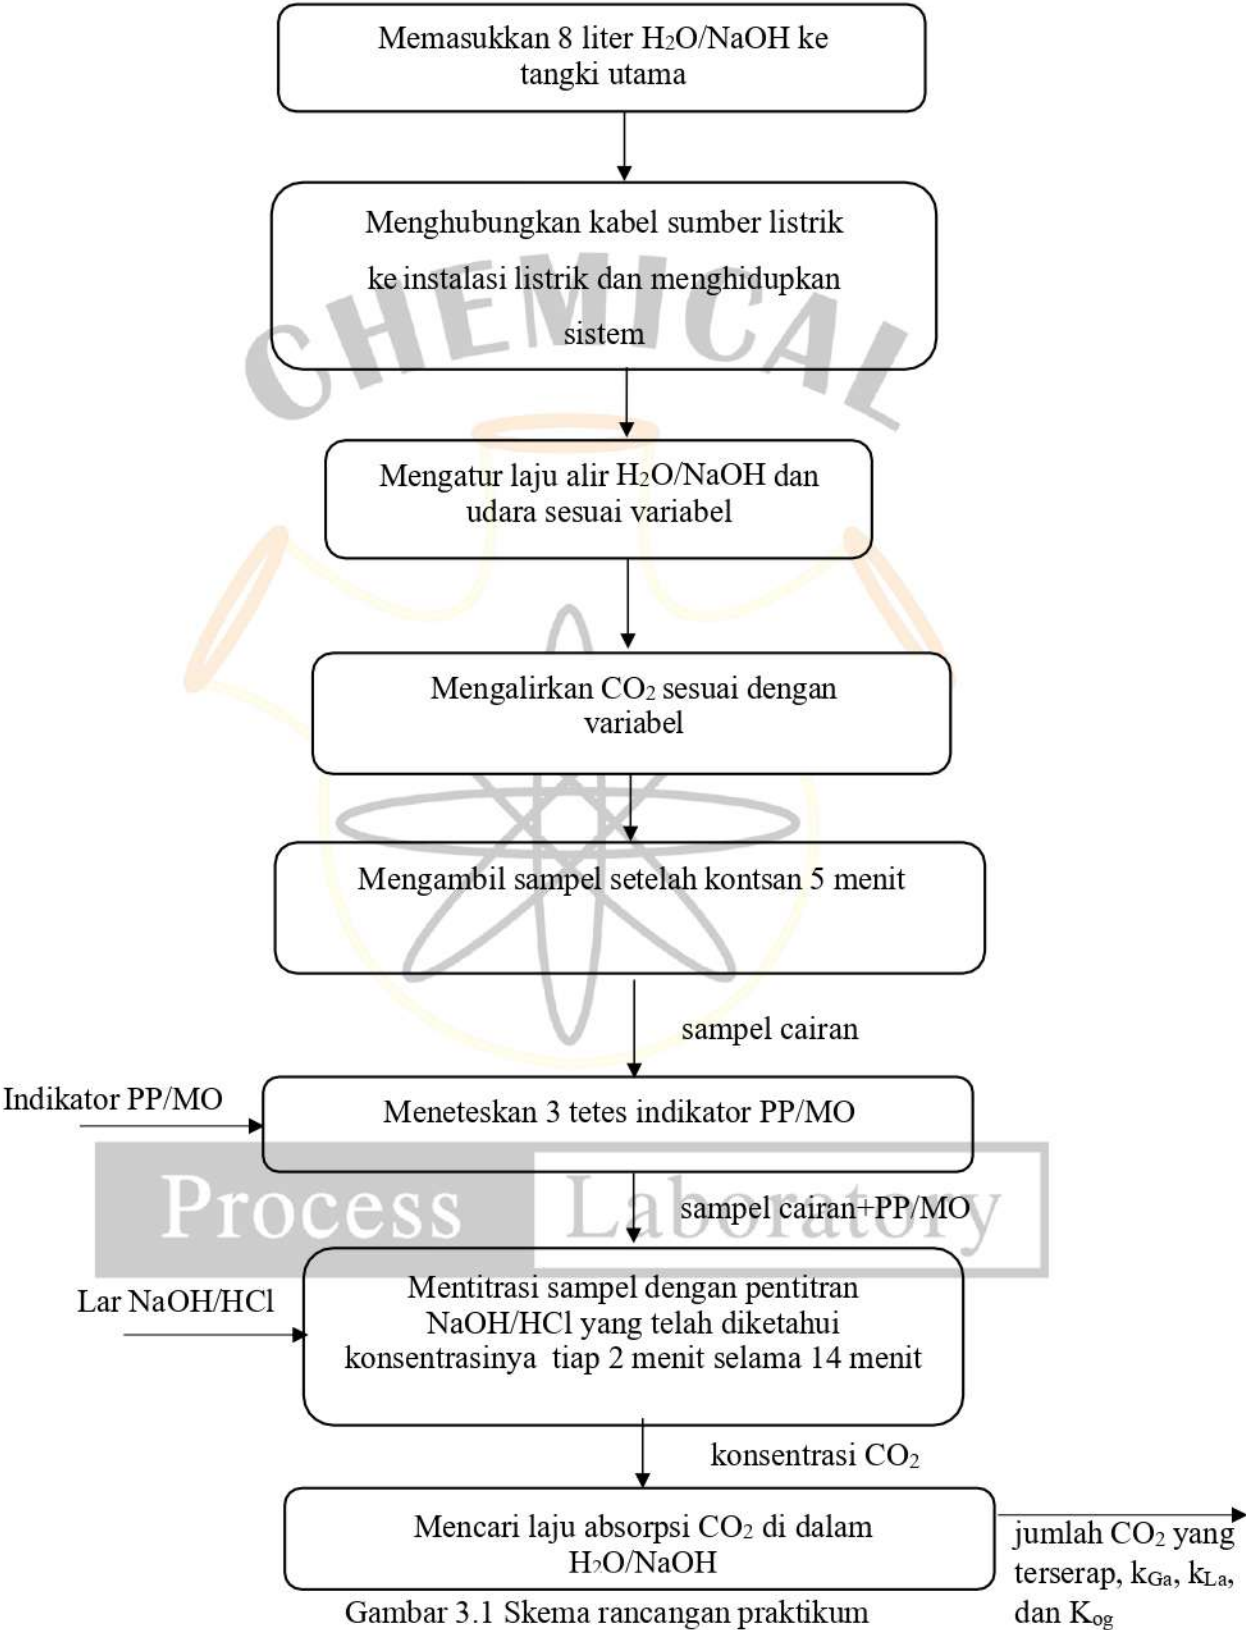 Memasukkan 8 liter H₂O/NaOH ke
tangki utama
Menghubungkan kabel sumber listrik
ke instalasi listrik dan menghidupkan
sistem
CHEMICAL
Mengatur laju alir H₂O/NaOH dan
udara sesuai variabel
Mengalirkan CO₂ sesuai dengan
variabel
Mengambil sampel setelah kontsan 5 menit
sampel cairan
Indikator PP/MO
Meneteskan 3 tetes indikator PP/MO
Process Laboratory
sampel cairan+PP/MO
Lar NaOH/HCl
Mentitrasi sampel dengan pentitran
NaOH/HCl yang telah diketahui
konsentrasinya tiap 2 menit selama 14 menit
konsentrasi CO₂
Mencari laju absorpsi CO₂ di dalam
H₂O/NaOH
jumlah CO₂ yang
terserap, kGa, kLa,
dan Kog
Gambar 3.1 Skema rancangan praktikum